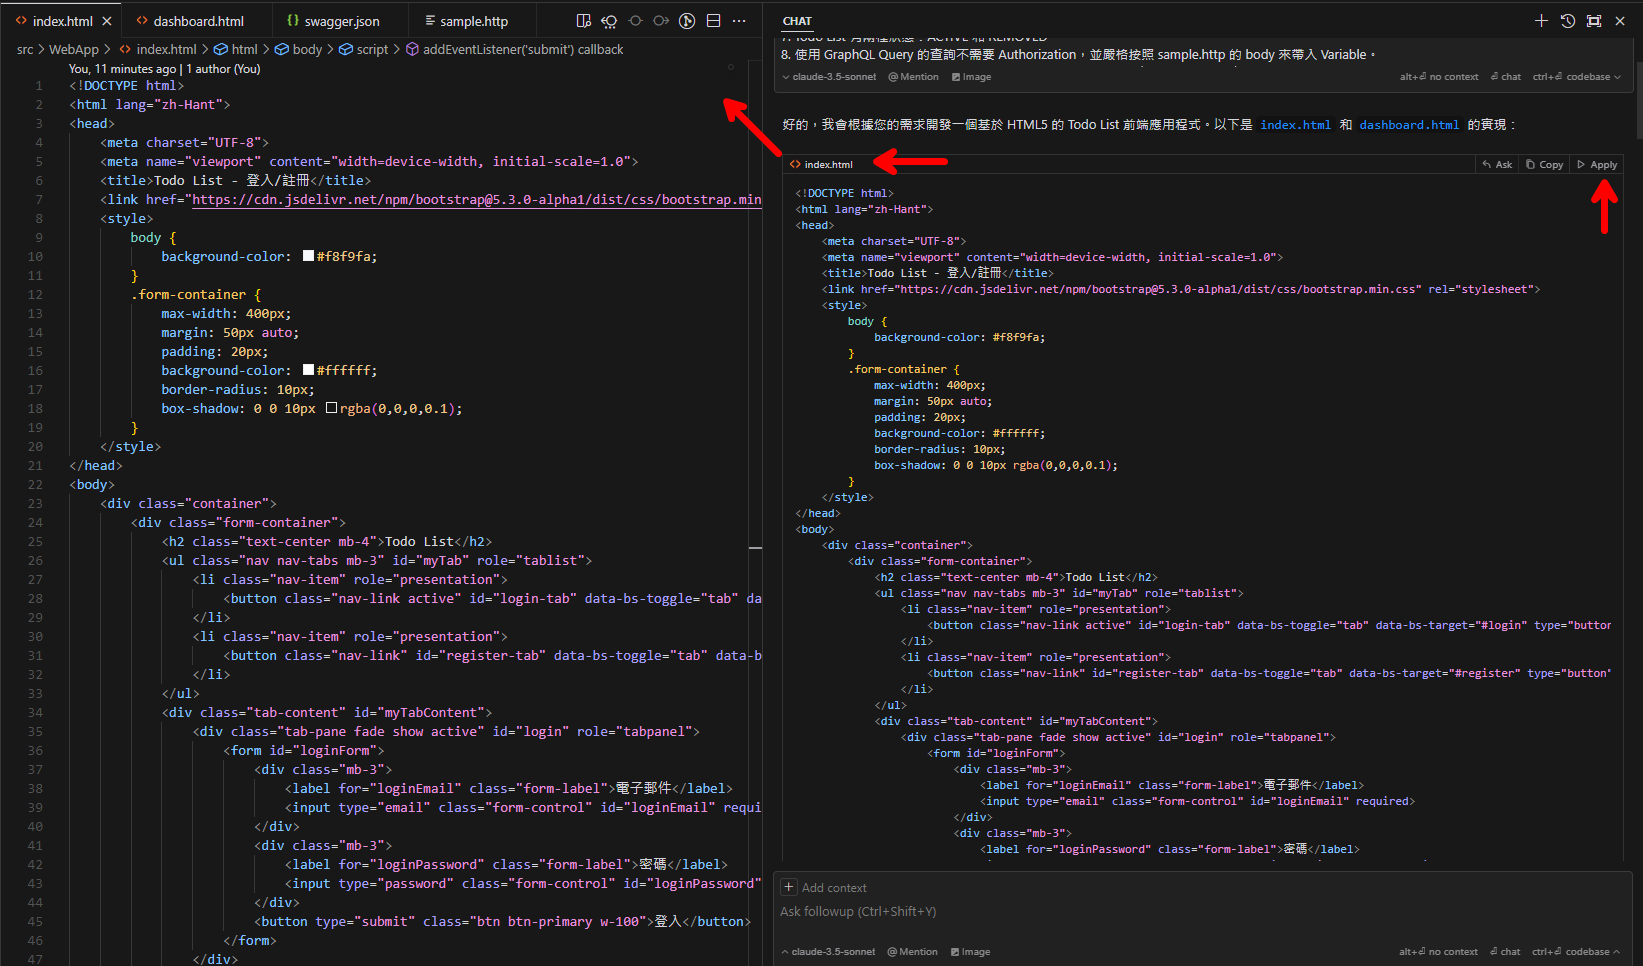 index.html
dashboard.html
swagger.json
sample.http
src > WebApp > index.html > html > body > script > addEventListener('submit') callback
You, 11 minutes ago | 1 author (You)
1 <!DOCTYPE html>
2 <html lang="zh-Hant">
3 <head>
4 <meta charset="UTF-8">
5 <meta name="viewport" content="width=device-width, initial-scale=1.0">
6 <title>Todo List - 登入/註冊</title>
7 <link href="https://cdn.jsdelivr.net/npm/bootstrap@5.3.0-alpha1/dist/css/bootstrap.min
8 <style>
9 body {
10 background-color: #f8f9fa;
11 }
12 .form-container {
13 max-width: 400px;
14 margin: 50px auto;
15 padding: 20px;
16 background-color: #ffffff;
17 border-radius: 10px;
18 box-shadow: 0 0 10px rgba(0,0,0,0.1);
19 }
20 </style>
21 </head>
22 <body>
23 <div class="container">
24 <div class="form-container">
25 <h2 class="text-center mb-4">Todo List</h2>
26 <ul class="nav nav-tabs mb-3" id="myTab" role="tablist">
27 <li class="nav-item" role="presentation">
28 <button class="nav-link active" id="login-tab" data-bs-toggle="tab" da
29 </li>
30 <li class="nav-item" role="presentation">
31 <button class="nav-link" id="register-tab" data-bs-toggle="tab" data-b
32 </li>
33 </ul>
34 <div class="tab-content" id="myTabContent">
35 <div class="tab-pane fade show active" id="login" role="tabpanel">
36 <form id="loginForm">
37 <div class="mb-3">
38 <label for="loginEmail" class="form-label">電子郵件</label>
39 <input type="email" class="form-control" id="loginEmail" requi
40 </div>
41 <div class="mb-3">
42 <label for="loginPassword" class="form-label">密碼</label>
43 <input type="password" class="form-control" id="loginPassword"
44 </div>
45 <button type="submit" class="btn btn-primary w-100">登入</button>
46 </form>
47 </div>
CHAT
7. Todo List 有兩種狀態：ACTIVE 和 REMOVED
8. 使用 GraphQL Query 的查詢不需要 Authorization，並嚴格按照 sample.http 的 body 來帶入 Variable。
claude-3.5-sonnet @ Mention Image alt+⏎ no context ⏎ chat ctrl+⏎ codebase
好的，我會根據您的需求開發一個基於 HTML5 的 Todo List 前端應用程式。以下是 index.html 和 dashboard.html 的實現：
index.html Ask Copy Apply
<!DOCTYPE html>
<html lang="zh-Hant">
<head>
<meta charset="UTF-8">
<meta name="viewport" content="width=device-width, initial-scale=1.0">
<title>Todo List - 登入/註冊</title>
<link href="https://cdn.jsdelivr.net/npm/bootstrap@5.3.0-alpha1/dist/css/bootstrap.min.css" rel="stylesheet">
<style>
body {
background-color: #f8f9fa;
}
.form-container {
max-width: 400px;
margin: 50px auto;
padding: 20px;
background-color: #ffffff;
border-radius: 10px;
box-shadow: 0 0 10px rgba(0,0,0,0.1);
}
</style>
</head>
<body>
<div class="container">
<div class="form-container">
<h2 class="text-center mb-4">Todo List</h2>
<ul class="nav nav-tabs mb-3" id="myTab" role="tablist">
<li class="nav-item" role="presentation">
<button class="nav-link active" id="login-tab" data-bs-toggle="tab" data-bs-target="#login" type="button
</li>
<li class="nav-item" role="presentation">
<button class="nav-link" id="register-tab" data-bs-toggle="tab" data-bs-target="#register" type="button"
</li>
</ul>
<div class="tab-content" id="myTabContent">
<div class="tab-pane fade show active" id="login" role="tabpanel">
<form id="loginForm">
<div class="mb-3">
<label for="loginEmail" class="form-label">電子郵件</label>
<input type="email" class="form-control" id="loginEmail" required>
</div>
<div class="mb-3">
<label for="loginPassword" class="form-label">密碼</label>
+ Add context
Ask followup (Ctrl+Shift+Y)
claude-3.5-sonnet @ Mention Image alt+⏎ no context ⏎ chat ctrl+⏎ codebase